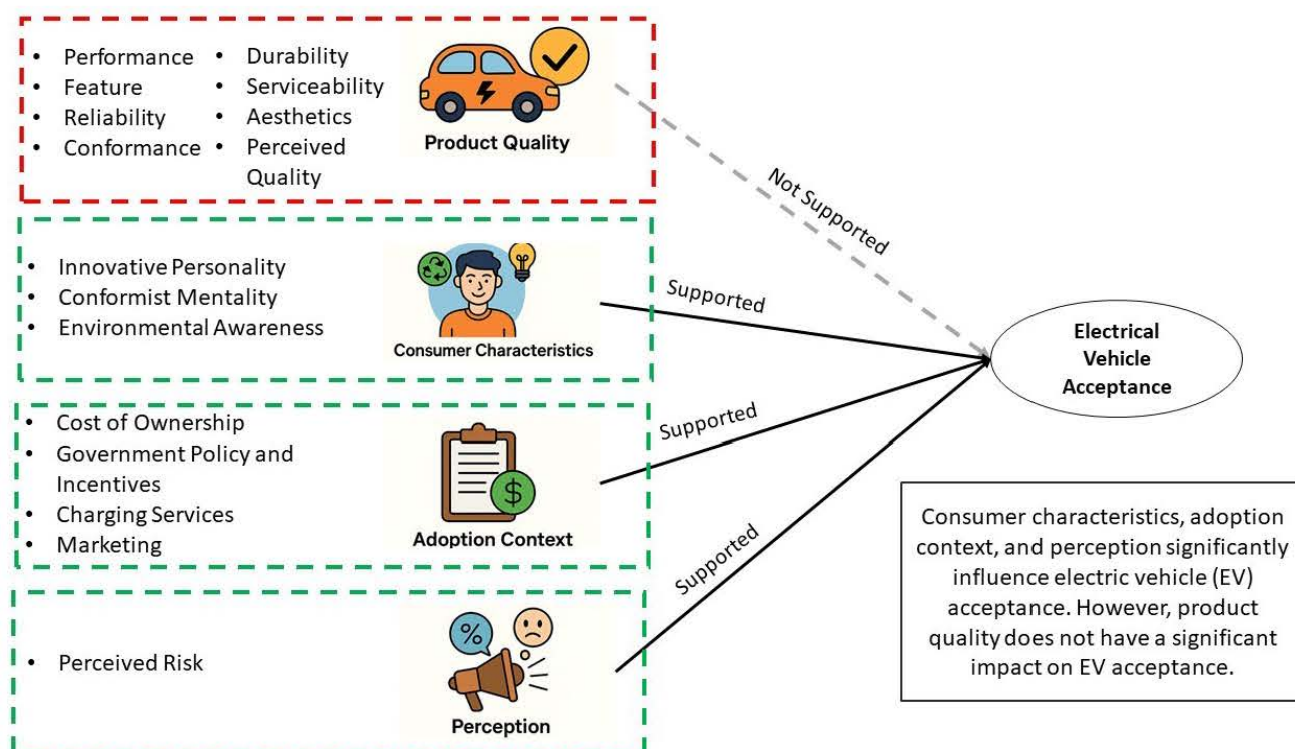 • Performance
• Feature
• Reliability
• Conformance
• Durability
• Serviceability
• Aesthetics
• Perceived
Quality
Product Quality
Not Supported
• Innovative Personality
• Conformist Mentality
• Environmental Awareness
Consumer Characteristics
Supported
Electrical
Vehicle
Acceptance
• Cost of Ownership
• Government Policy and
Incentives
• Charging Services
• Marketing
$
Adoption Context
Supported
Consumer characteristics, adoption
context, and perception significantly
influence electric vehicle (EV)
acceptance. However, product
quality does not have a significant
impact on EV acceptance.
• Perceived Risk
%
Perception
Supported